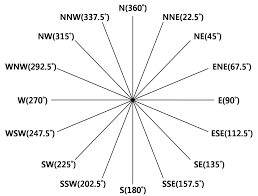 N(360°)
NNW(337.5°) NNE(22.5°)
NW(315°) NE(45°)
WNW(292.5°) ENE(67.5°)
W(270°) E(90°)
WSW(247.5°) ESE(112.5°)
SW(225°) SE(135°)
SSW(202.5°) SSE(157.5°)
S(180°)